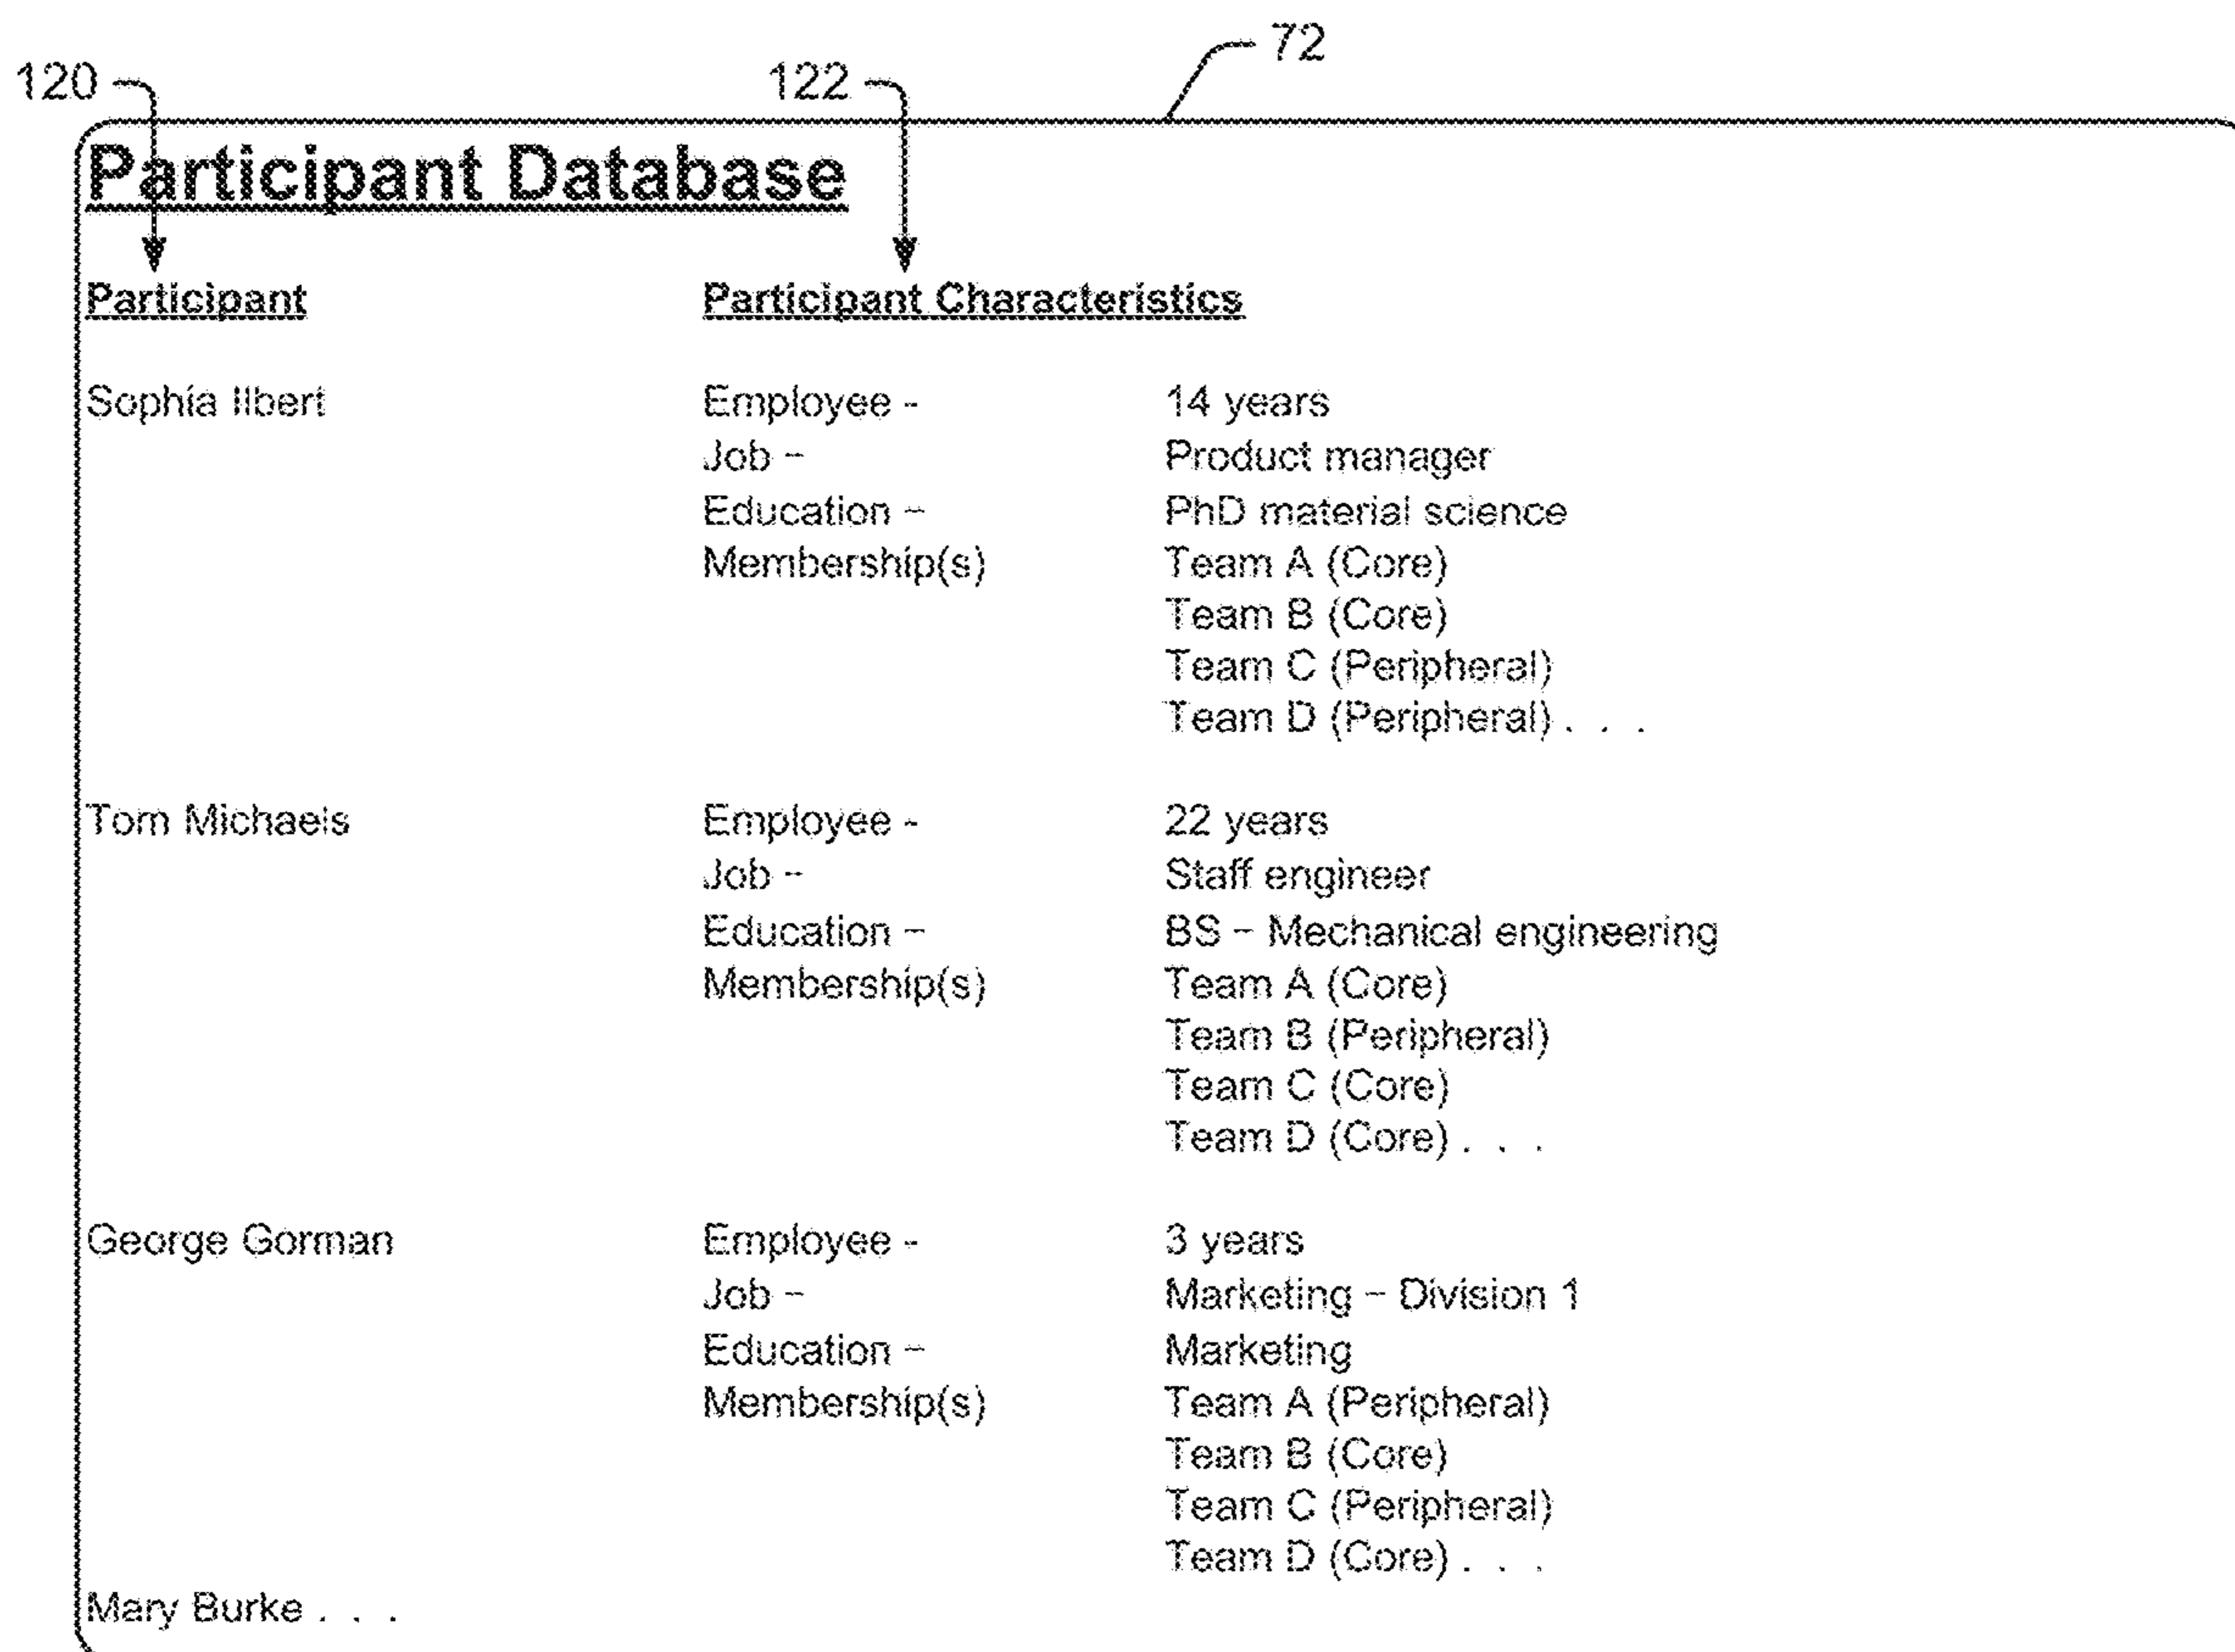 72
120 122
Participant Database
Participant Participant Characteristics
Sophia Ilbert Employee - 14 years
Job – Product manager
Education – PhD material science
Membership(s) Team A (Core)
Team B (Core)
Team C (Peripheral)
Team D (Peripheral) . . .
Tom Michaels Employee - 22 years
Job – Staff engineer
Education – BS – Mechanical engineering
Membership(s) Team A (Core)
Team B (Peripheral)
Team C (Core)
Team D (Core) . . .
George Gorman Employee - 3 years
Job – Marketing – Division 1
Education – Marketing
Membership(s) Team A (Peripheral)
Team B (Core)
Team C (Peripheral)
Team D (Core) . . .
Mary Burke . . .